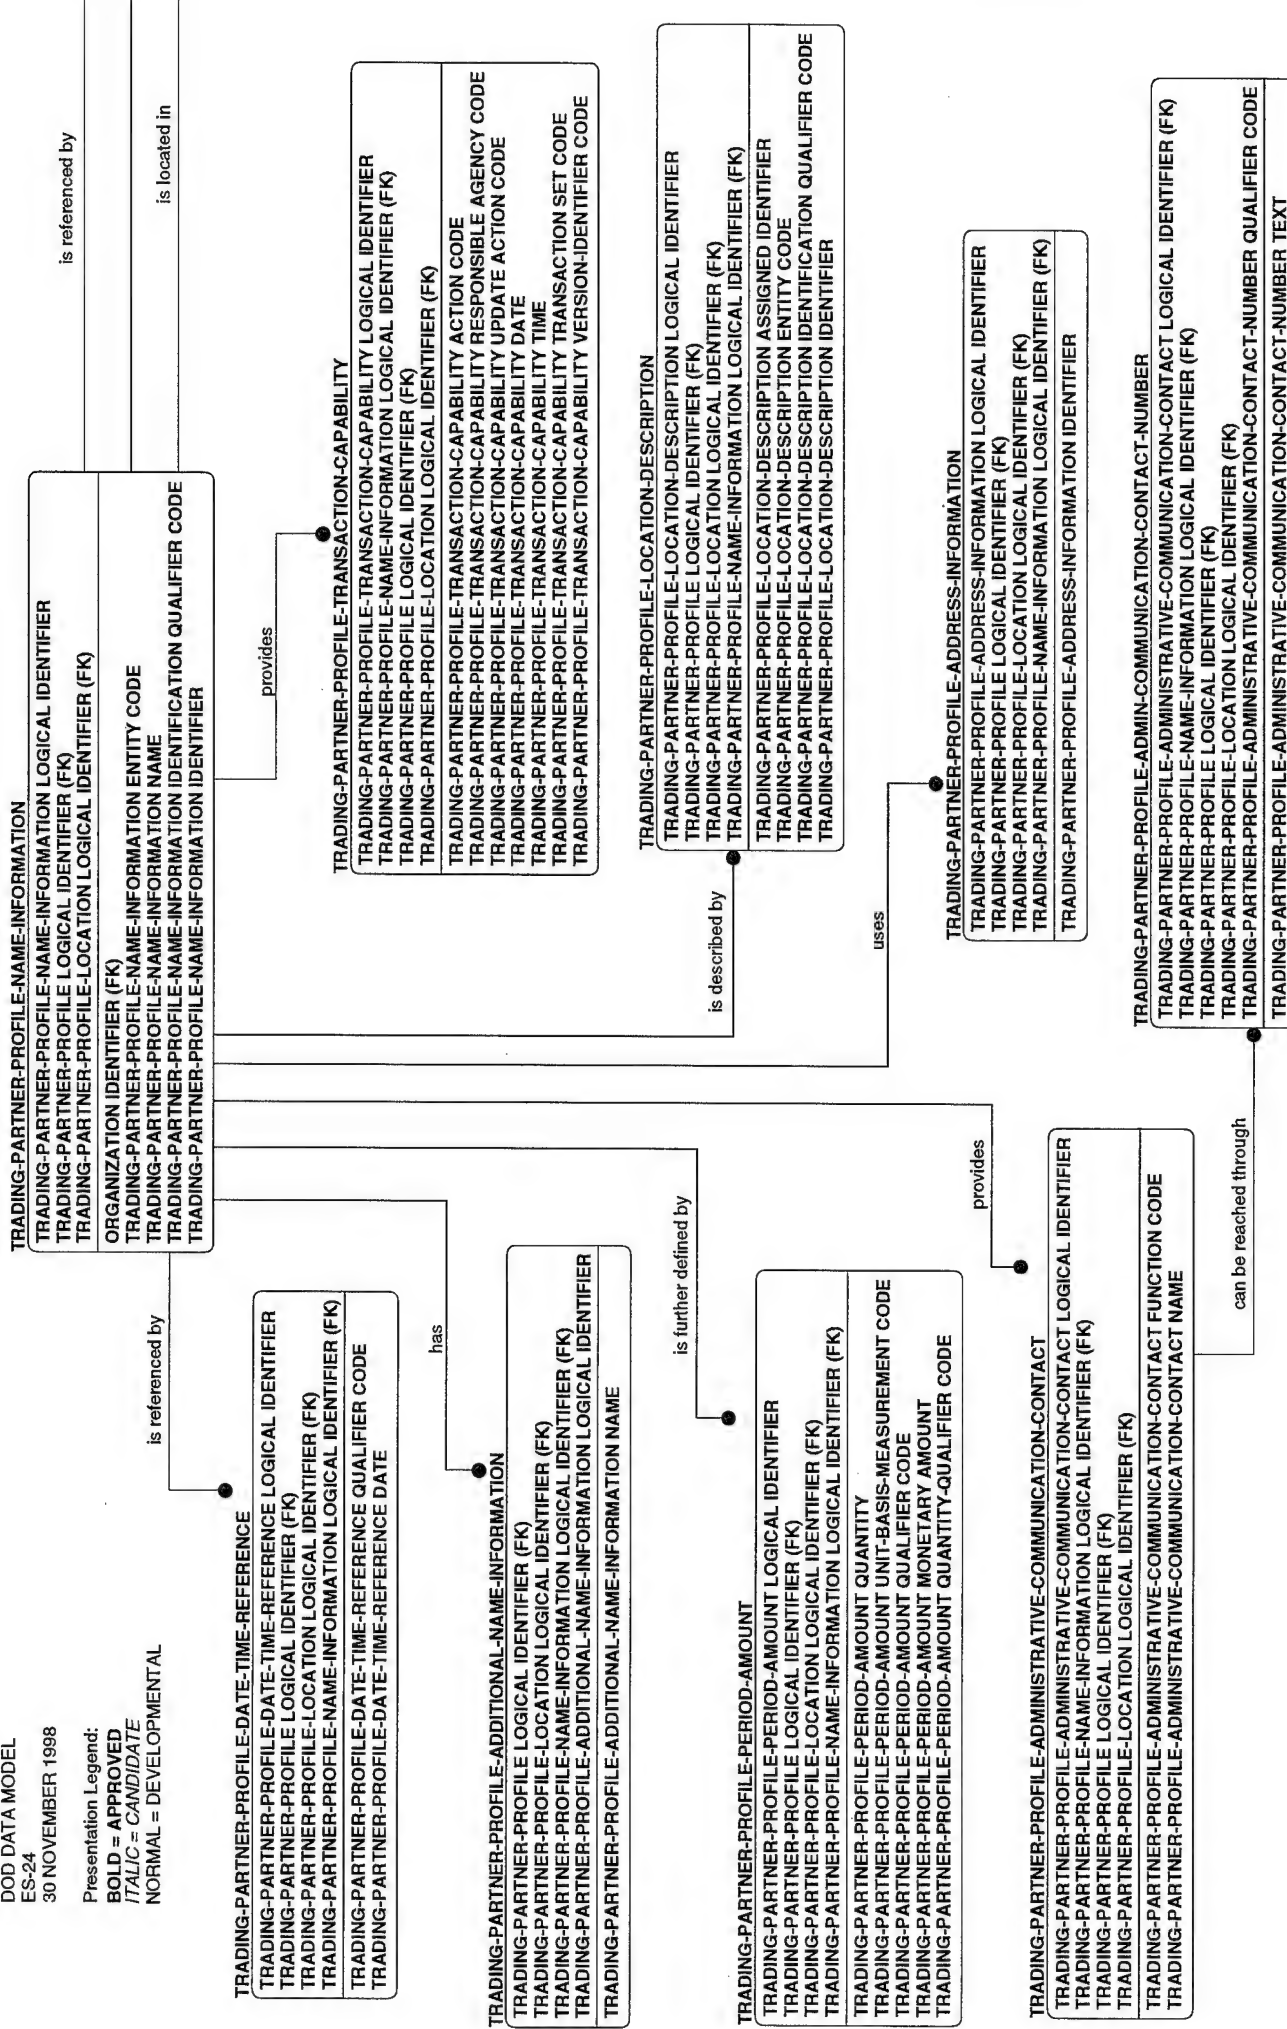 DOD DATA MODEL
ES-24
30 NOVEMBER 1998
Presentation Legend:
BOLD = APPROVED
ITALIC = CANDIDATE
NORMAL = DEVELOPMENTAL
TRADING-PARTNER-PROFILE-NAME-INFORMATION
TRADING-PARTNER-PROFILE-NAME-INFORMATION LOGICAL IDENTIFIER
TRADING-PARTNER-PROFILE LOGICAL IDENTIFIER (FK)
TRADING-PARTNER-PROFILE-LOCATION LOGICAL IDENTIFIER (FK)
ORGANIZATION IDENTIFIER (FK)
TRADING-PARTNER-PROFILE-NAME-INFORMATION ENTITY CODE
TRADING-PARTNER-PROFILE-NAME-INFORMATION NAME
TRADING-PARTNER-PROFILE-NAME-INFORMATION IDENTIFICATION QUALIFIER CODE
TRADING-PARTNER-PROFILE-NAME-INFORMATION IDENTIFIER
is referenced by
is located in
is referenced by
TRADING-PARTNER-PROFILE-DATE-TIME-REFERENCE
TRADING-PARTNER-PROFILE-DATE-TIME-REFERENCE LOGICAL IDENTIFIER
TRADING-PARTNER-PROFILE LOGICAL IDENTIFIER (FK)
TRADING-PARTNER-PROFILE-LOCATION LOGICAL IDENTIFIER (FK)
TRADING-PARTNER-PROFILE-NAME-INFORMATION LOGICAL IDENTIFIER (FK)
TRADING-PARTNER-PROFILE-DATE-TIME-REFERENCE QUALIFIER CODE
TRADING-PARTNER-PROFILE-DATE-TIME-REFERENCE DATE
provides
TRADING-PARTNER-PROFILE-TRANSACTION-CAPABILITY
TRADING-PARTNER-PROFILE-TRANSACTION-CAPABILITY LOGICAL IDENTIFIER
TRADING-PARTNER-PROFILE-NAME-INFORMATION LOGICAL IDENTIFIER (FK)
TRADING-PARTNER-PROFILE LOGICAL IDENTIFIER (FK)
TRADING-PARTNER-PROFILE-LOCATION LOGICAL IDENTIFIER (FK)
TRADING-PARTNER-PROFILE-TRANSACTION-CAPABILITY ACTION CODE
TRADING-PARTNER-PROFILE-TRANSACTION-CAPABILITY RESPONSIBLE AGENCY CODE
TRADING-PARTNER-PROFILE-TRANSACTION-CAPABILITY UPDATE ACTION CODE
TRADING-PARTNER-PROFILE-TRANSACTION-CAPABILITY DATE
TRADING-PARTNER-PROFILE-TRANSACTION-CAPABILITY TIME
TRADING-PARTNER-PROFILE-TRANSACTION-CAPABILITY TRANSACTION SET CODE
TRADING-PARTNER-PROFILE-TRANSACTION-CAPABILITY VERSION-IDENTIFIER CODE
has
TRADING-PARTNER-PROFILE-ADDITIONAL-NAME-INFORMATION
TRADING-PARTNER-PROFILE LOGICAL IDENTIFIER (FK)
TRADING-PARTNER-PROFILE-LOCATION LOGICAL IDENTIFIER (FK)
TRADING-PARTNER-PROFILE-NAME-INFORMATION LOGICAL IDENTIFIER (FK)
TRADING-PARTNER-PROFILE-ADDITIONAL-NAME-INFORMATION LOGICAL IDENTIFIER
TRADING-PARTNER-PROFILE-ADDITIONAL-NAME-INFORMATION NAME
is described by
TRADING-PARTNER-PROFILE-LOCATION-DESCRIPTION
TRADING-PARTNER-PROFILE-LOCATION-DESCRIPTION LOGICAL IDENTIFIER
TRADING-PARTNER-PROFILE LOGICAL IDENTIFIER (FK)
TRADING-PARTNER-PROFILE-LOCATION LOGICAL IDENTIFIER (FK)
TRADING-PARTNER-PROFILE-NAME-INFORMATION LOGICAL IDENTIFIER (FK)
TRADING-PARTNER-PROFILE-LOCATION-DESCRIPTION ASSIGNED IDENTIFIER
TRADING-PARTNER-PROFILE-LOCATION-DESCRIPTION ENTITY CODE
TRADING-PARTNER-PROFILE-LOCATION-DESCRIPTION IDENTIFICATION QUALIFIER CODE
TRADING-PARTNER-PROFILE-LOCATION-DESCRIPTION IDENTIFIER
is further defined by
TRADING-PARTNER-PROFILE-PERIOD-AMOUNT
TRADING-PARTNER-PROFILE-PERIOD-AMOUNT LOGICAL IDENTIFIER
TRADING-PARTNER-PROFILE LOGICAL IDENTIFIER (FK)
TRADING-PARTNER-PROFILE-LOCATION LOGICAL IDENTIFIER (FK)
TRADING-PARTNER-PROFILE-NAME-INFORMATION LOGICAL IDENTIFIER (FK)
TRADING-PARTNER-PROFILE-PERIOD-AMOUNT QUANTITY
TRADING-PARTNER-PROFILE-PERIOD-AMOUNT UNIT-BASIS-MEASUREMENT CODE
TRADING-PARTNER-PROFILE-PERIOD-AMOUNT QUALIFIER CODE
TRADING-PARTNER-PROFILE-PERIOD-AMOUNT MONETARY AMOUNT
TRADING-PARTNER-PROFILE-PERIOD-AMOUNT QUANTITY-QUALIFIER CODE
uses
TRADING-PARTNER-PROFILE-ADDRESS-INFORMATION
TRADING-PARTNER-PROFILE-ADDRESS-INFORMATION LOGICAL IDENTIFIER
TRADING-PARTNER-PROFILE LOGICAL IDENTIFIER (FK)
TRADING-PARTNER-PROFILE-LOCATION LOGICAL IDENTIFIER (FK)
TRADING-PARTNER-PROFILE-NAME-INFORMATION LOGICAL IDENTIFIER (FK)
TRADING-PARTNER-PROFILE-ADDRESS-INFORMATION IDENTIFIER
provides
TRADING-PARTNER-PROFILE-ADMINISTRATIVE-COMMUNICATION-CONTACT
TRADING-PARTNER-PROFILE-ADMINISTRATIVE-COMMUNICATION-CONTACT LOGICAL IDENTIFIER
TRADING-PARTNER-PROFILE-NAME-INFORMATION LOGICAL IDENTIFIER (FK)
TRADING-PARTNER-PROFILE LOGICAL IDENTIFIER (FK)
TRADING-PARTNER-PROFILE-LOCATION LOGICAL IDENTIFIER (FK)
TRADING-PARTNER-PROFILE-ADMINISTRATIVE-COMMUNICATION-CONTACT FUNCTION CODE
TRADING-PARTNER-PROFILE-ADMINISTRATIVE-COMMUNICATION-CONTACT NAME
can be reached through
TRADING-PARTNER-PROFILE-ADMIN-COMMUNICATION-CONTACT-NUMBER
TRADING-PARTNER-PROFILE-ADMINISTRATIVE-COMMUNICATION-CONTACT LOGICAL IDENTIFIER (FK)
TRADING-PARTNER-PROFILE-NAME-INFORMATION LOGICAL IDENTIFIER (FK)
TRADING-PARTNER-PROFILE LOGICAL IDENTIFIER (FK)
TRADING-PARTNER-PROFILE-LOCATION LOGICAL IDENTIFIER (FK)
TRADING-PARTNER-PROFILE-ADMINISTRATIVE-COMMUNICATION-CONTACT-NUMBER QUALIFIER CODE
TRADING-PARTNER-PROFILE-ADMINISTRATIVE-COMMUNICATION-CONTACT-NUMBER TEXT